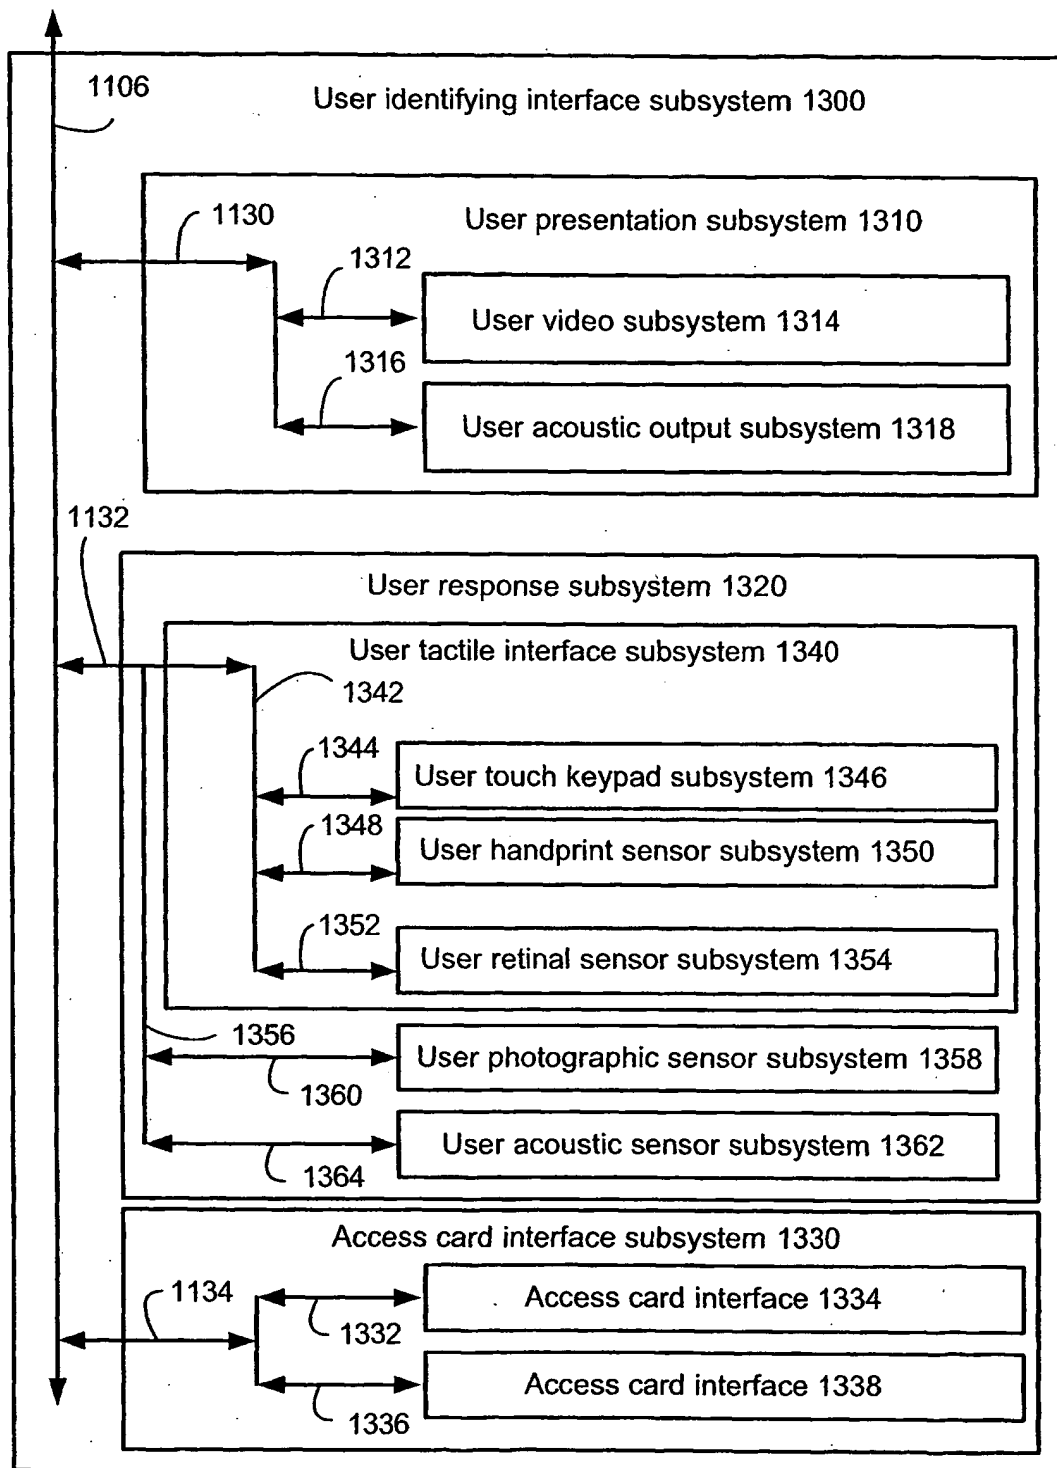 1106
User identifying interface subsystem 1300
1130
User presentation subsystem 1310
1312
User video subsystem 1314
1316
User acoustic output subsystem 1318
1132
User response subsystem 1320
User tactile interface subsystem 1340
1342
1344
User touch keypad subsystem 1346
1348
User handprint sensor subsystem 1350
1352
User retinal sensor subsystem 1354
1356
User photographic sensor subsystem 1358
1360
User acoustic sensor subsystem 1362
1364
Access card interface subsystem 1330
1134
Access card interface 1334
1332
Access card interface 1338
1336